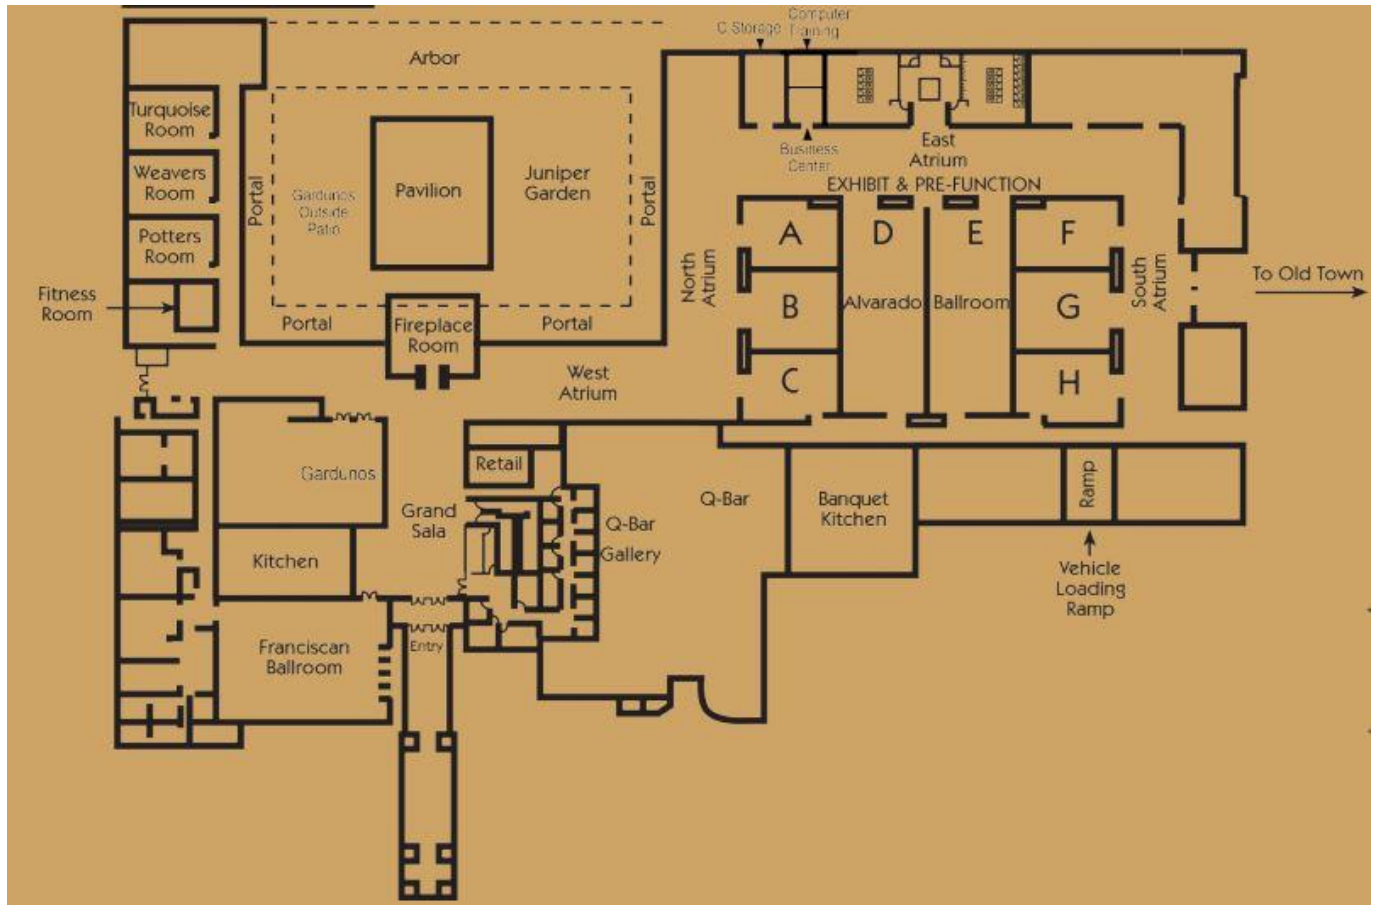 Computer
C Storage
Training
Arbor
Turquoise
Room
Business
Center
East
Atrium
Weavers
Room
Juniper
Garden
Pavilion
EXHIBIT & PRE-FUNCTION
Portal
Gardunos
Outside
Patio
Portal
Potters
Room
A
D
E
F
North
Atrium
South
Atrium
To Old Town
Fitness
Room
B
Alvarado
Ballroom
G
Portal
Fireplace
Room
Portal
West
Atrium
C
H
Gardunos
Retail
Grand
Sala
Q-Bar
Gallery
Q-Bar
Banquet
Kitchen
Ramp
Kitchen
Vehicle
Loading
Ramp
Franciscan
Ballroom
Entry